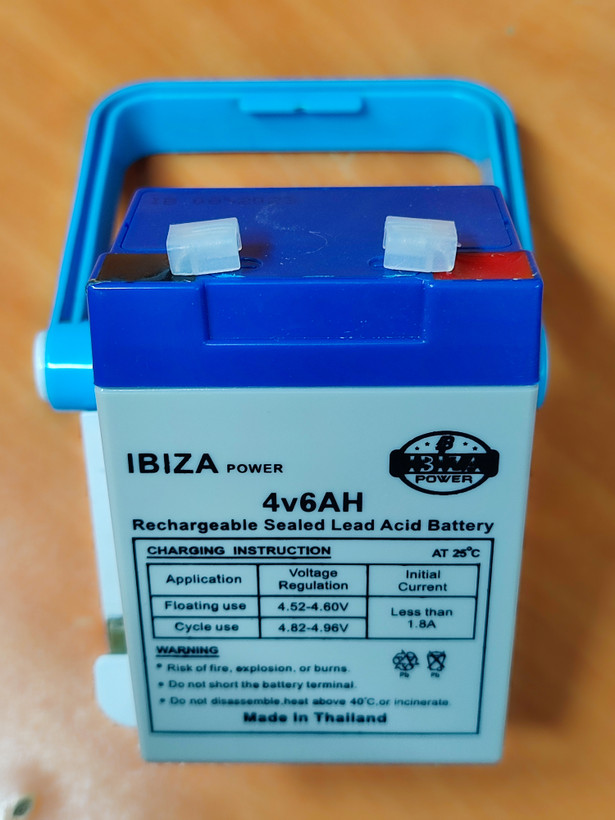 IBIZA POWER
IBIZA
POWER
4v6AH
Rechargeable Sealed Lead Acid Battery
CHARGING INSTRUCTION AT 25°C
Application Voltage Regulation Initial Current
Floating use 4.52-4.60V Less than 1.8A
Cycle use 4.82-4.96V
WARNING
* Risk of fire, explosion, or burns.
* Do not short the battery terminal.
* Do not disassemble,heat above 40°C,or incinerate
Pb Pb
Made In Thailand